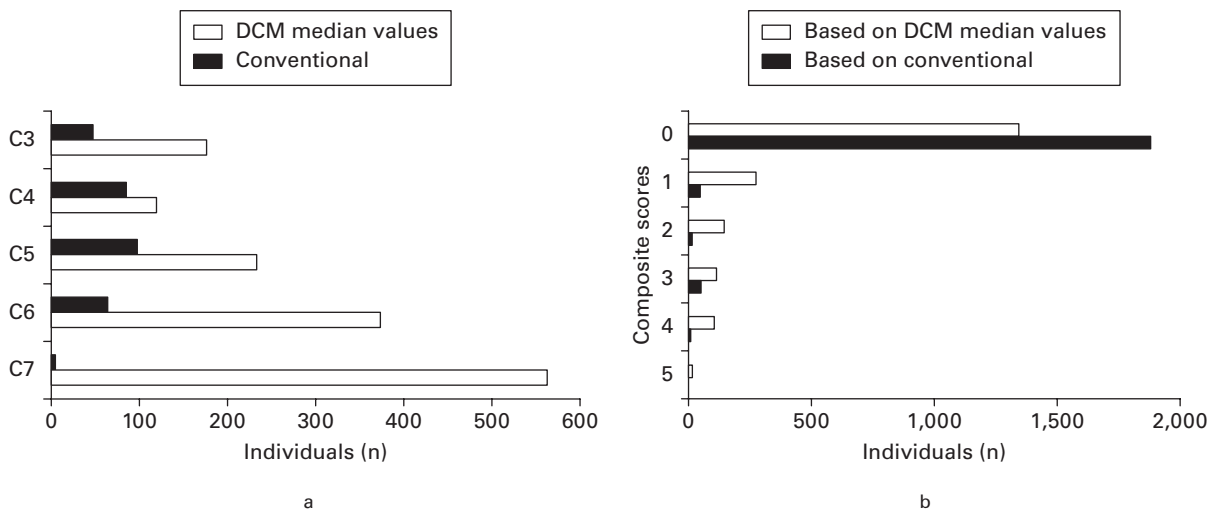 DCM median values
Conventional
C3
C4
C5
C6
C7
0 100 200 300 400 500 600
Individuals (n)
a
Based on DCM median values
Based on conventional
Composite scores
0
1
2
3
4
5
0 500 1,000 1,500 2,000
Individuals (n)
b